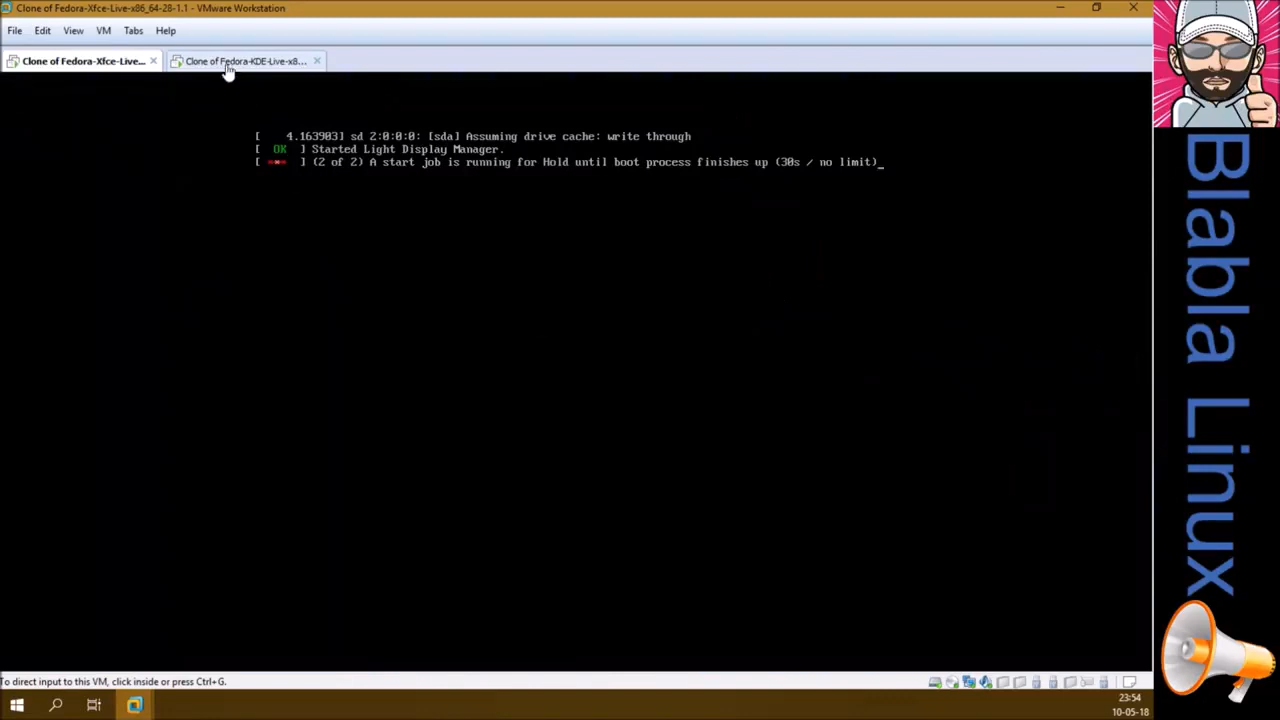 Clone of Fedora-Xfce-Live-x86_64-28-1.1 - VMware Workstation
File Edit View VM Tabs Help
Clone of Fedora-Xfce-Live... Clone of Fedora-KDE-Live-x8...
[ 4.163903] sd 2:0:0:0: [sda] Assuming drive cache: write through
[ OK ] Started Light Display Manager.
[ * ] (2 of 2) A start job is running for Hold until boot process finishes up (30s / no limit)_
Blabla Linux
To direct input to this VM, click inside or press Ctrl+G.
23:54
10-05-18